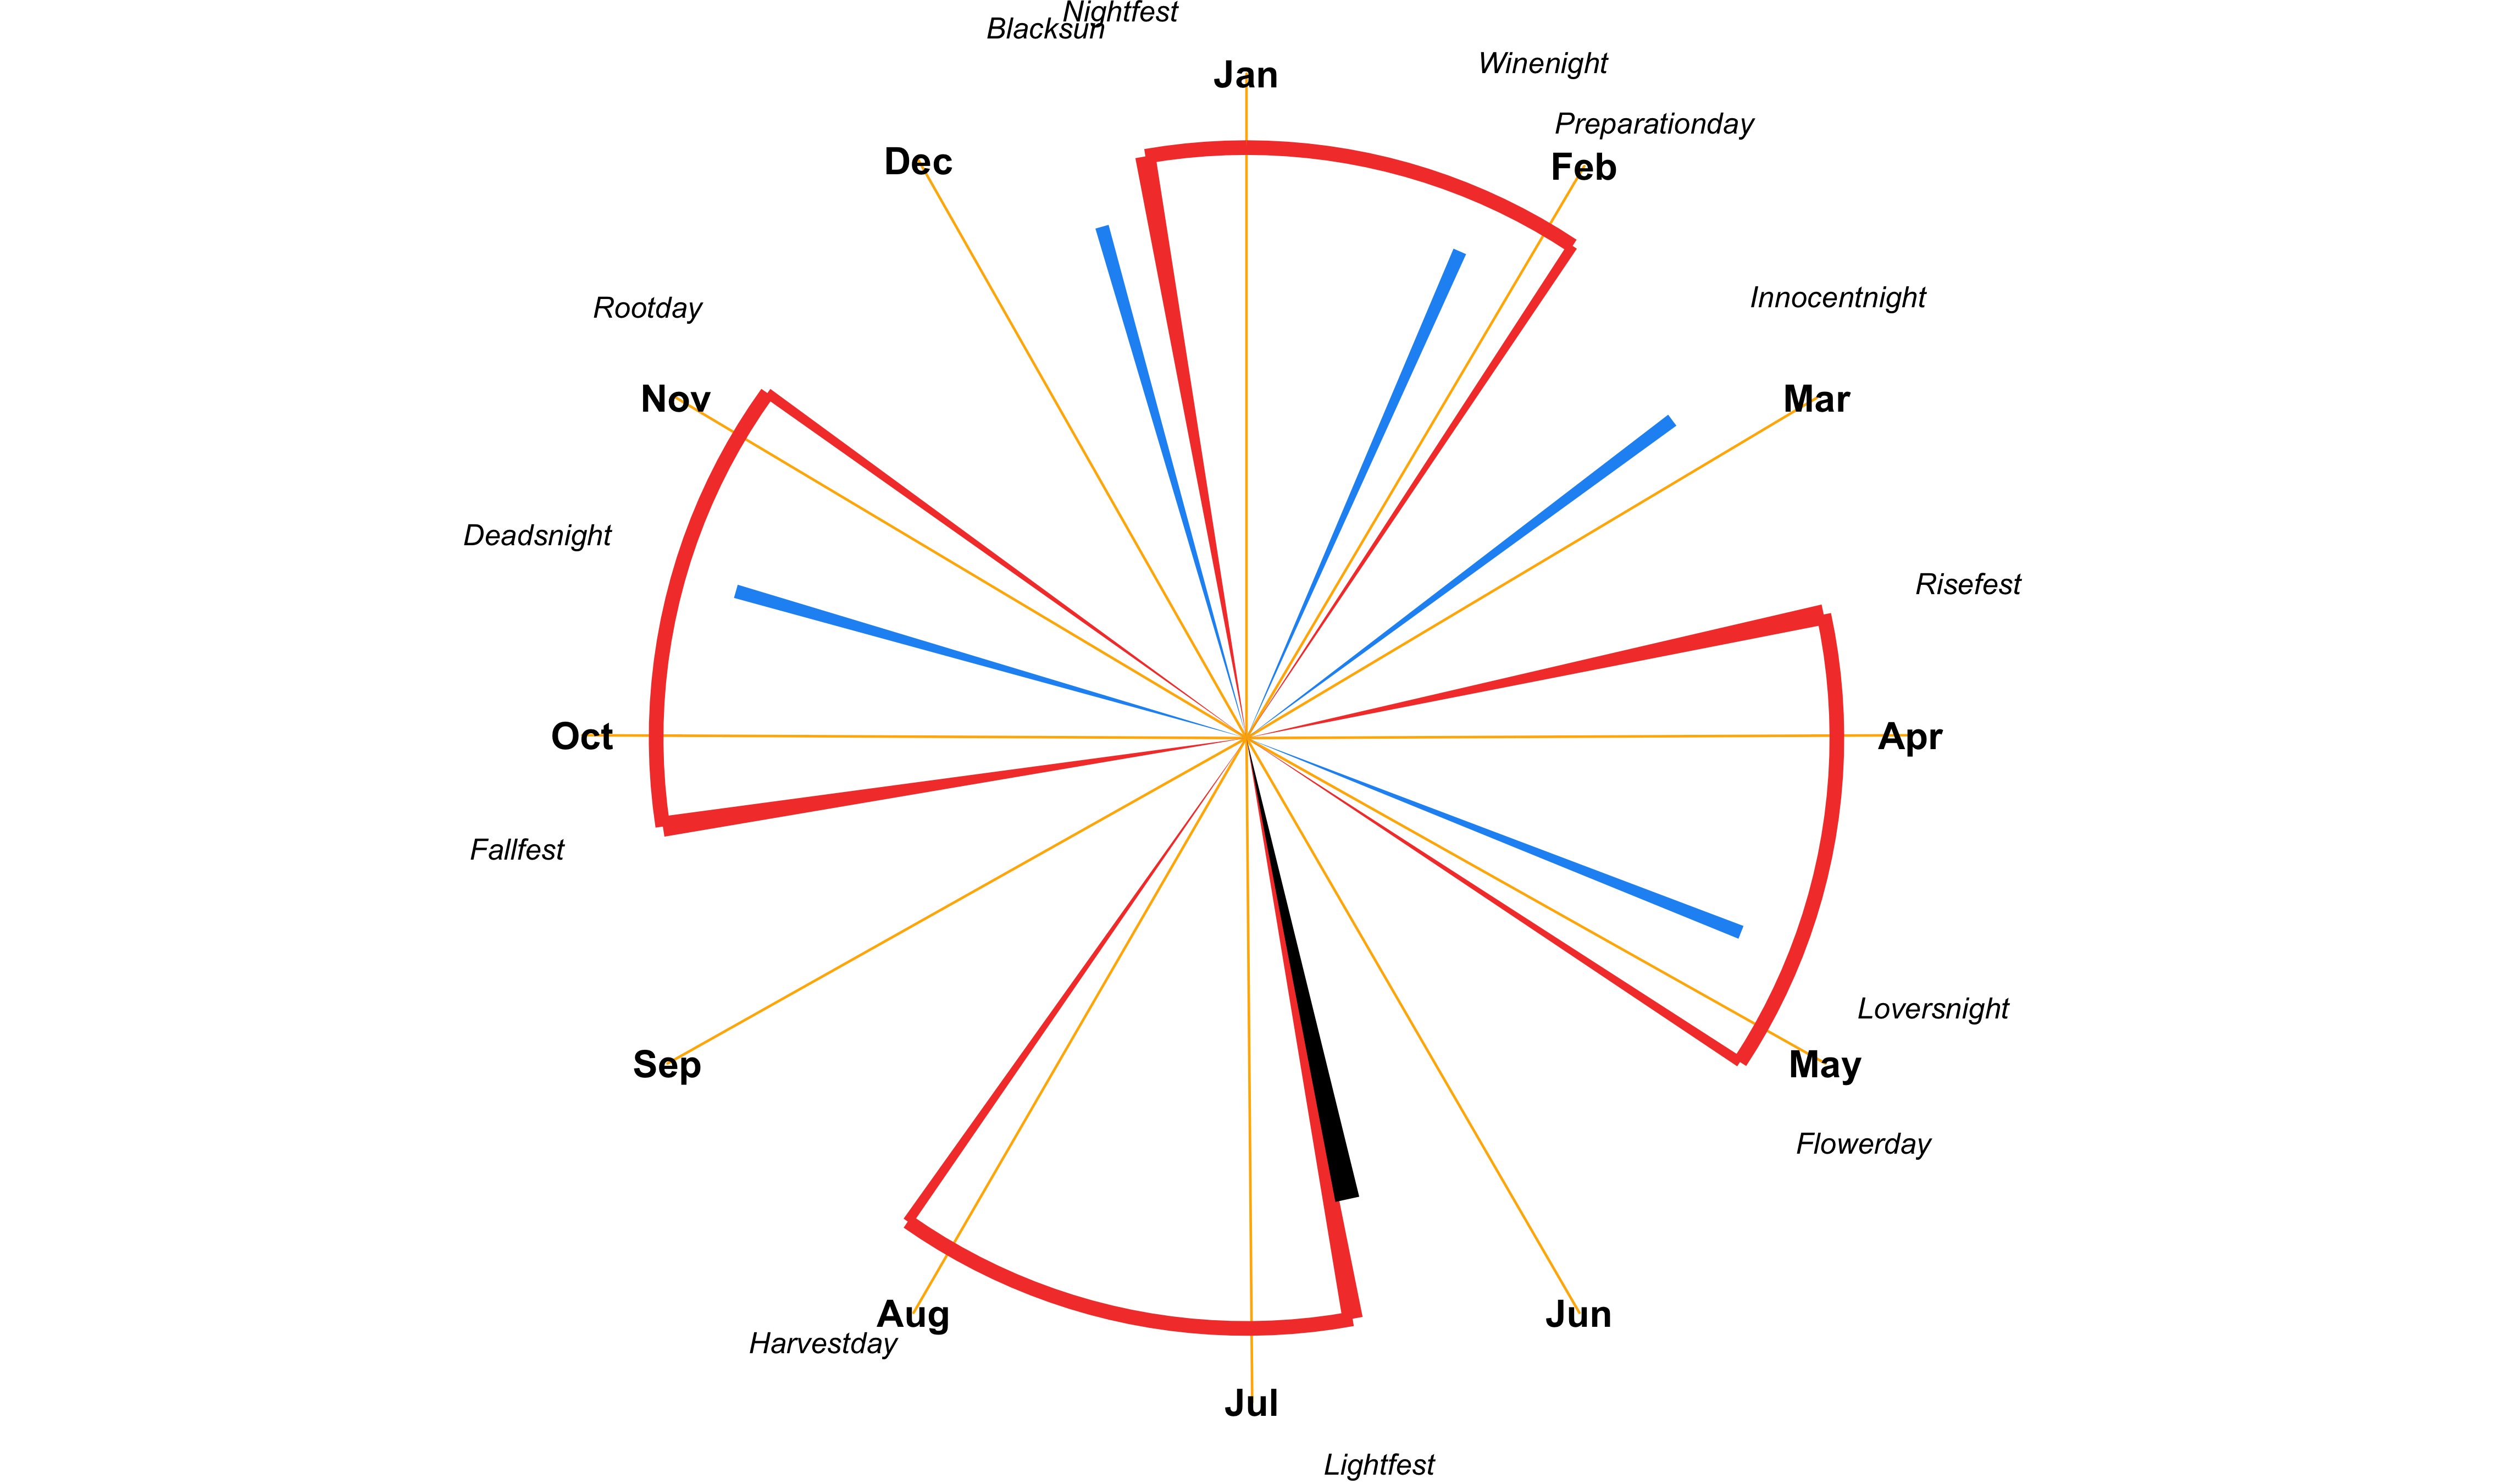 Nightfest
Blacksun
Winenight
Jan
Preparationday
Dec
Feb
Innocentnight
Rootday
Nov
Mar
Deadsnight
Risefest
Oct
Apr
Fallfest
Loversnight
Sep
May
Flowerday
Aug
Jun
Harvestday
Jul
Lightfest